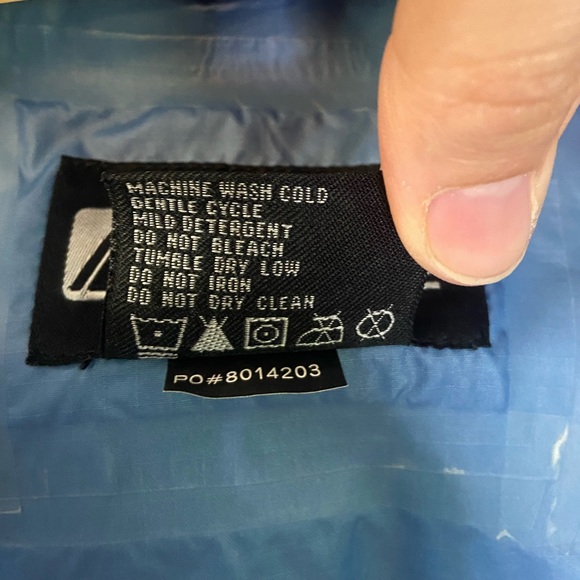 MACHINE WASH COLD
GENTLE CYCLE
MILD DETERGENT
DO NOT BLEACH
TUMBLE DRY LOW
DO NOT IRON
DO NOT DRY CLEAN
PO#8014203